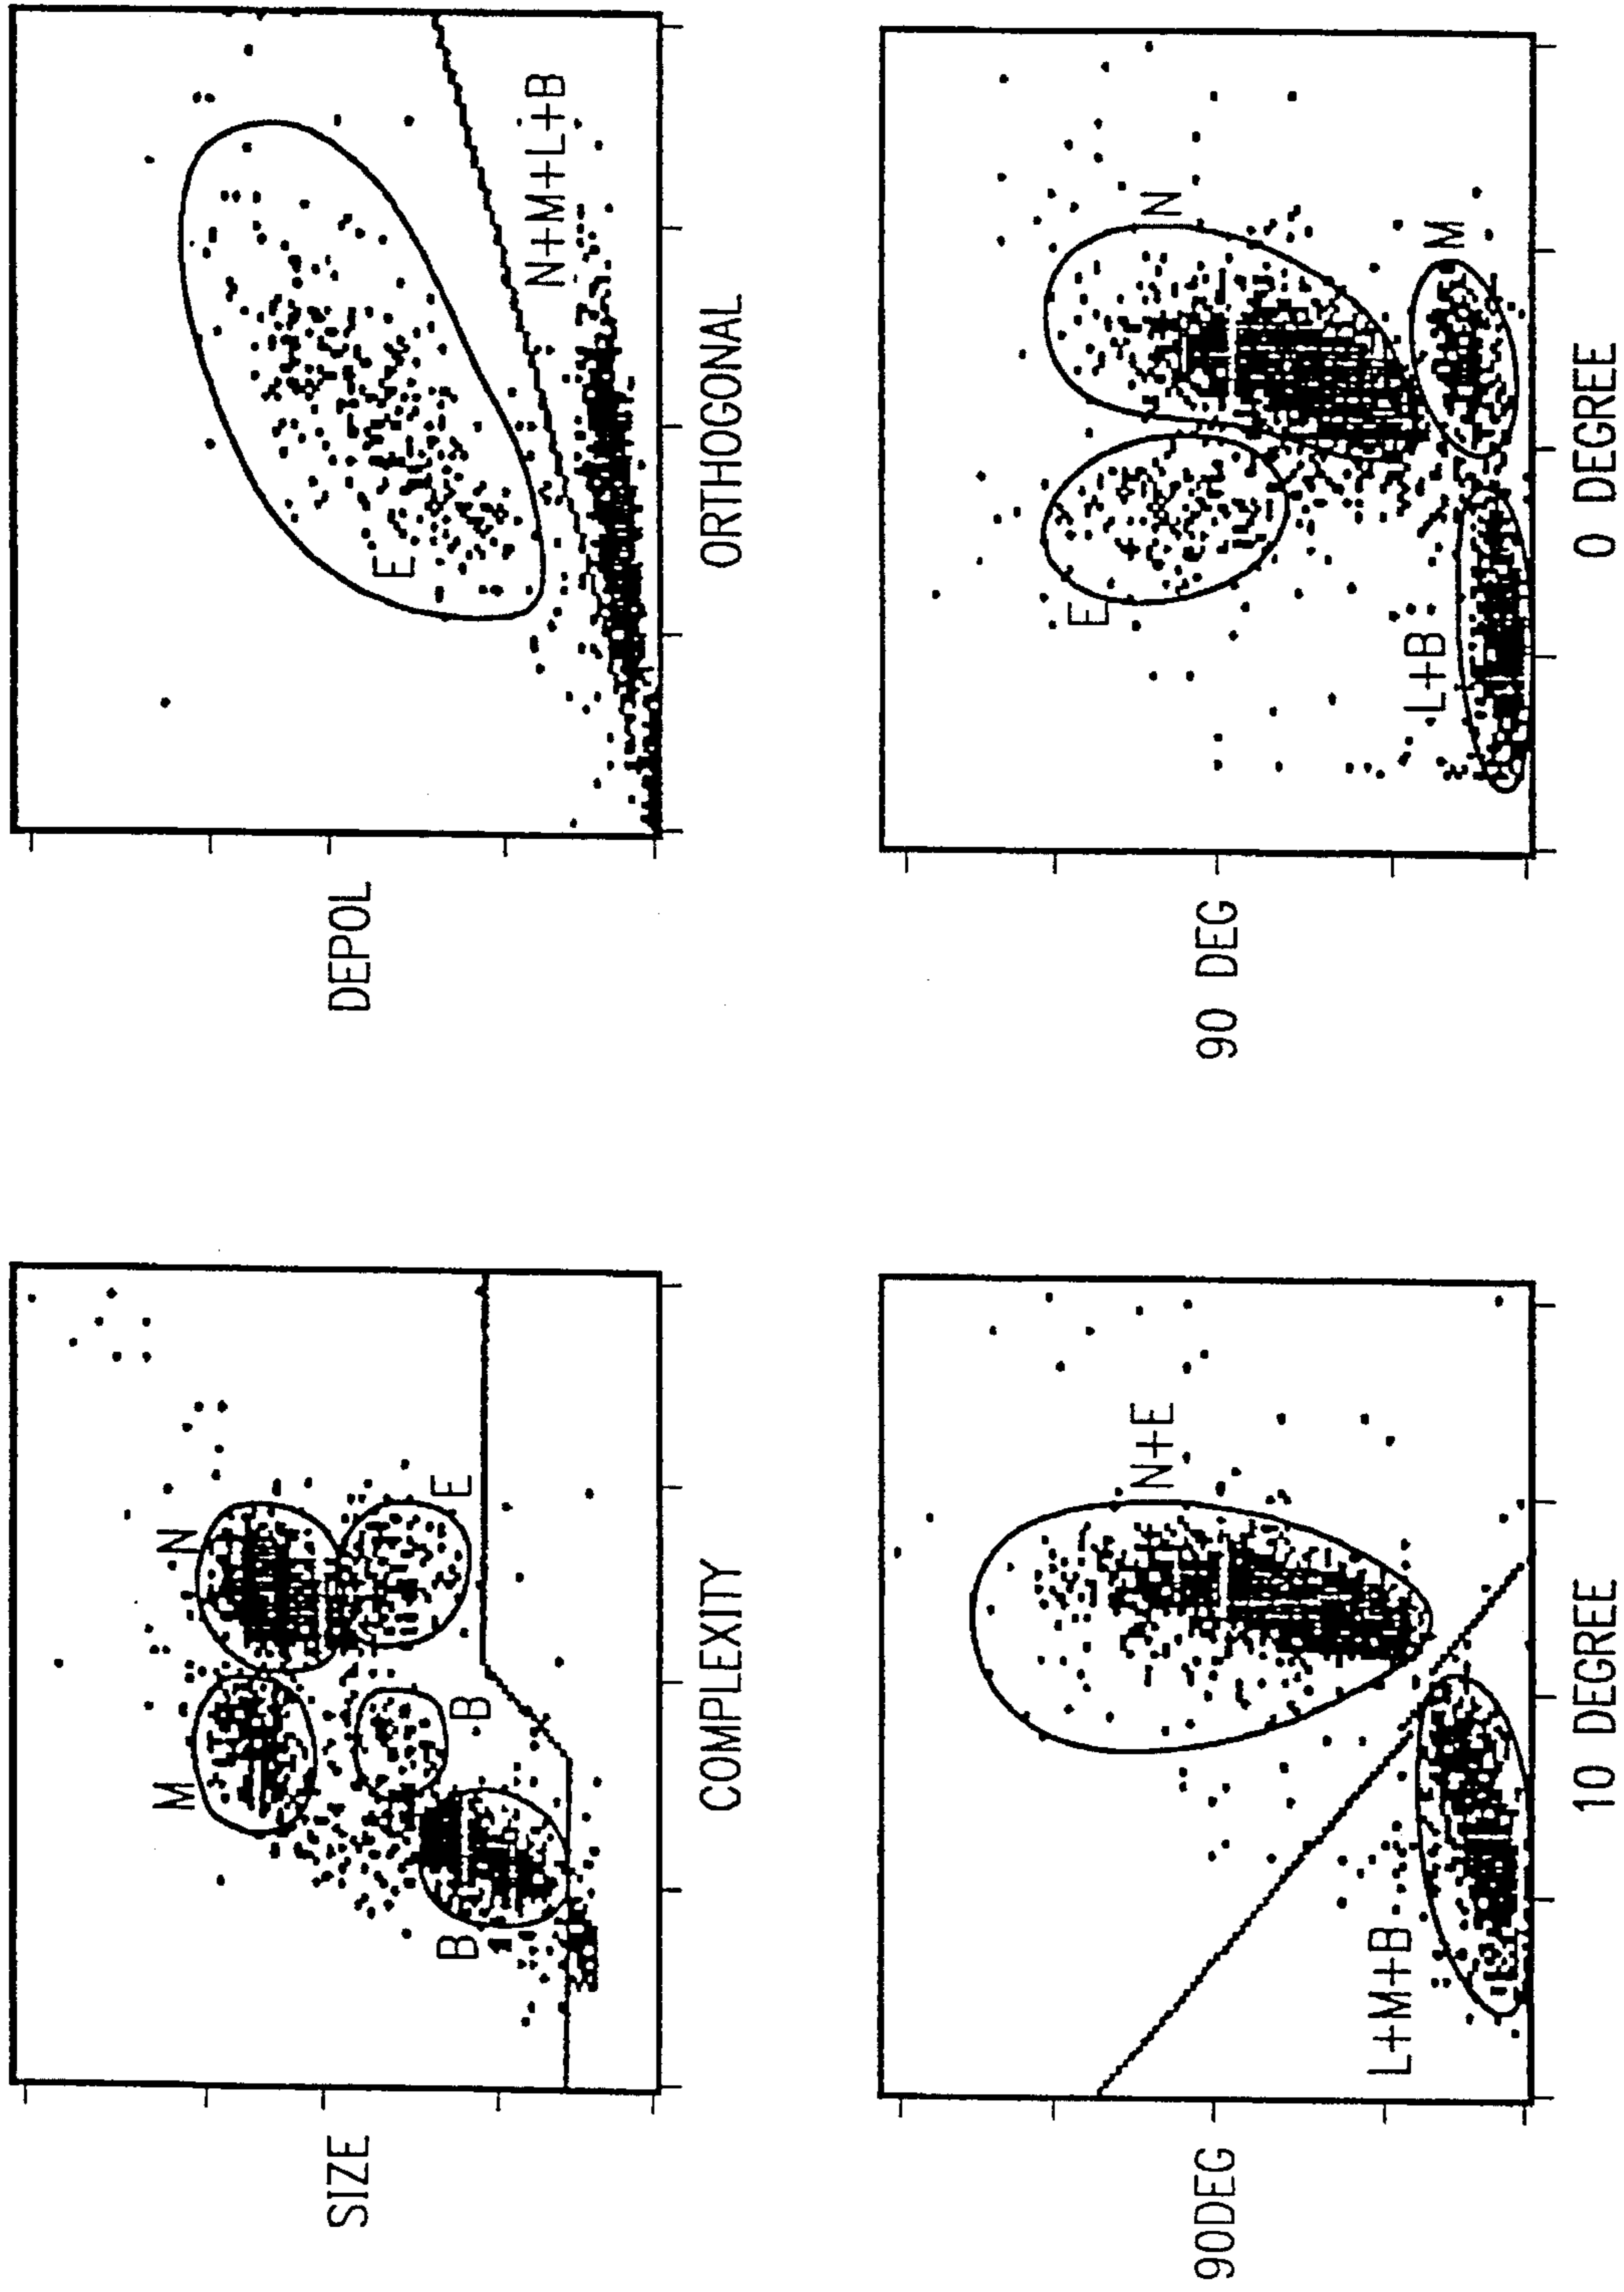 SIZE
M
N
E
B
B
COMPLEXITY
DEPOL
E
N+M+L+B
ORTHOGONAL
90DEG
N+E
L+M+B
10 DEGREE
90 DEG
E
N
L+B
M
0 DEGREE